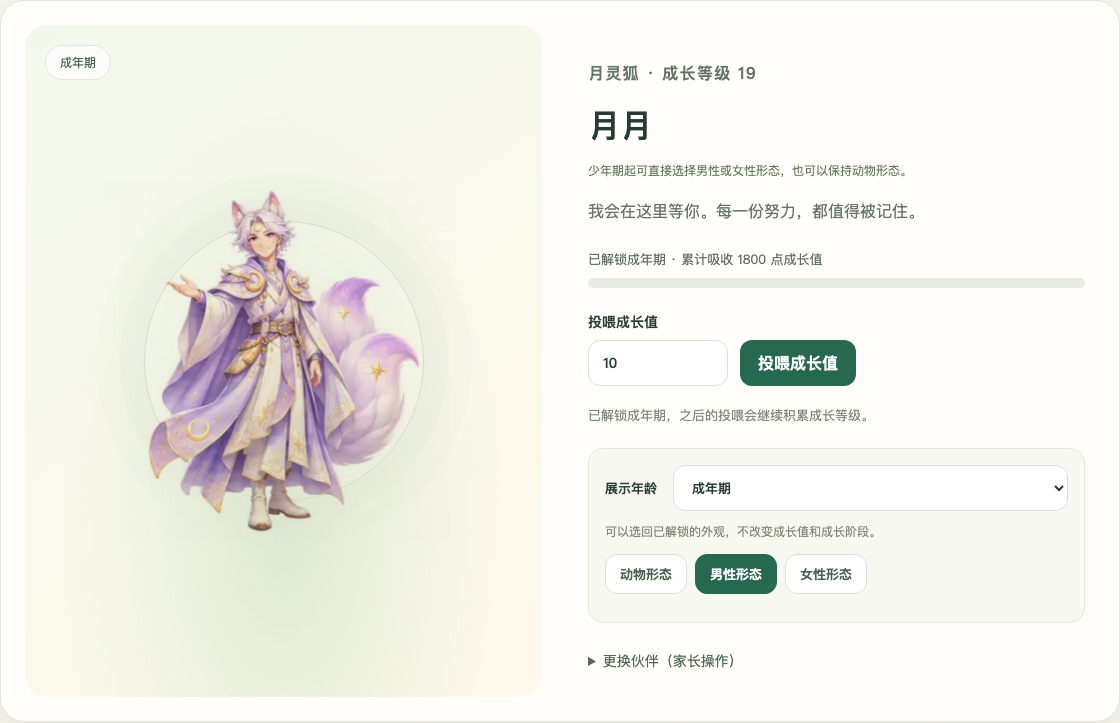 成年期
月灵狐 · 成长等级 19
月月
少年期起可直接选择男性或女性形态，也可以保持动物形态。
我会在这里等你。每一份努力，都值得被记住。
已解锁成年期 · 累计吸收 1800 点成长值
投喂成长值
10
投喂成长值
已解锁成年期，之后的投喂会继续积累成长等级。
展示年龄
成年期
可以选回已解锁的外观，不改变成长值和成长阶段。
动物形态
男性形态
女性形态
更换伙伴（家长操作）